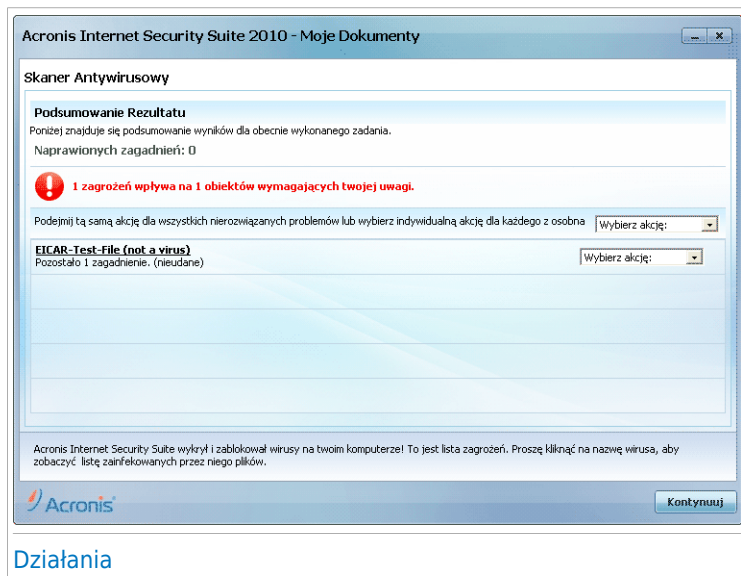 Acronis Internet Security Suite 2010 - Moje Dokumenty
Skaner Antywirusowy
Podsumowanie Rezultatu
Poniżej znajduje się podsumowanie wyników dla obecnie wykonanego zadania.
Naprawionych zagadnień: 0
1 zagrożeń wpływa na 1 obiektów wymagających twojej uwagi.
Podejmij tą samą akcję dla wszystkich nierozwiązanych problemów lub wybierz indywidualną akcję dla każdego z osobna Wybierz akcję:
EICAR-Test-File (not a virus)
Pozostało 1 zagadnienie. (nieudane)
Wybierz akcję:
Acronis Internet Security Suite wykrył i zablokował wirusy na twoim komputerze! To jest lista zagrożeń. Proszę kliknąć na nazwę wirusa, aby
zobaczyć listę zainfekowanych przez niego plików.
Acronis
Kontynuuj
Działania